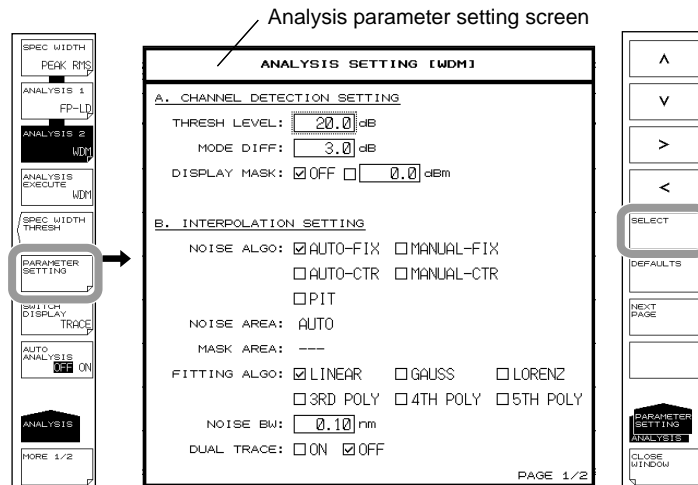 Analysis parameter setting screen
SPEC WIDTH
PEAK RMS
ANALYSIS 1
FP-LD
ANALYSIS 2
WDM
ANALYSIS
EXECUTE
WDM
SPEC WIDTH
THRESH
PARAMETER
SETTING
SWITCH
DISPLAY
TRACE
AUTO
ANALYSIS
OFF ON
ANALYSIS
MORE 1/2
ANALYSIS SETTING [WDM]
A. CHANNEL DETECTION SETTING
THRESH LEVEL: 20.0 dB
MODE DIFF: 3.0 dB
DISPLAY MASK: ☑OFF ☐ 0.0 dBm
B. INTERPOLATION SETTING
NOISE ALGO: ☑AUTO-FIX ☐MANUAL-FIX
☐AUTO-CTR ☐MANUAL-CTR
☐PIT
NOISE AREA: AUTO
MASK AREA: ---
FITTING ALGO: ☑LINEAR ☐GAUSS ☐LORENZ
☐3RD POLY ☐4TH POLY ☐5TH POLY
NOISE BW: 0.10 nm
DUAL TRACE: ☐ON ☑OFF
PAGE 1/2
∧
∨
>
<
SELECT
DEFAULTS
NEXT
PAGE
PARAMETER
SETTING
ANALYSIS
CLOSE
WINDOW